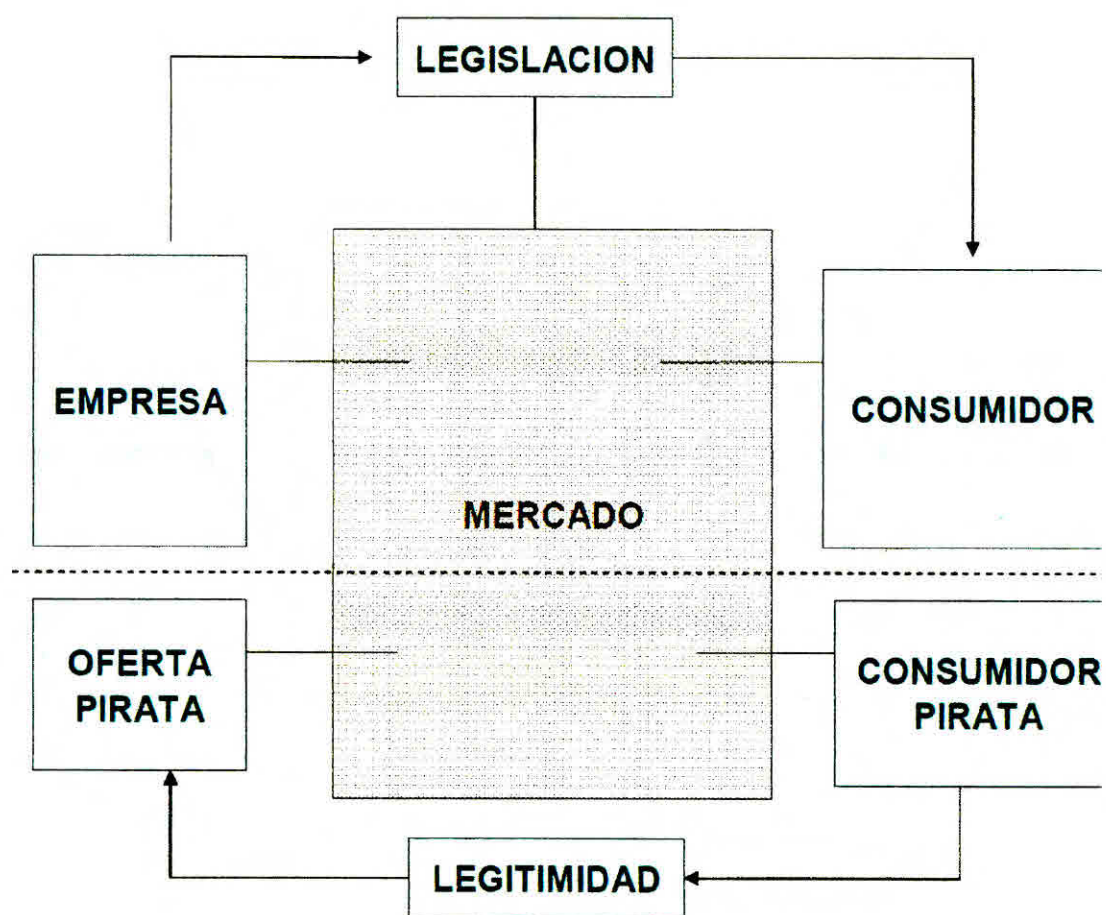 LEGISLACION
EMPRESA
CONSUMIDOR
MERCADO
OFERTA
PIRATA
CONSUMIDOR
PIRATA
LEGITIMIDAD